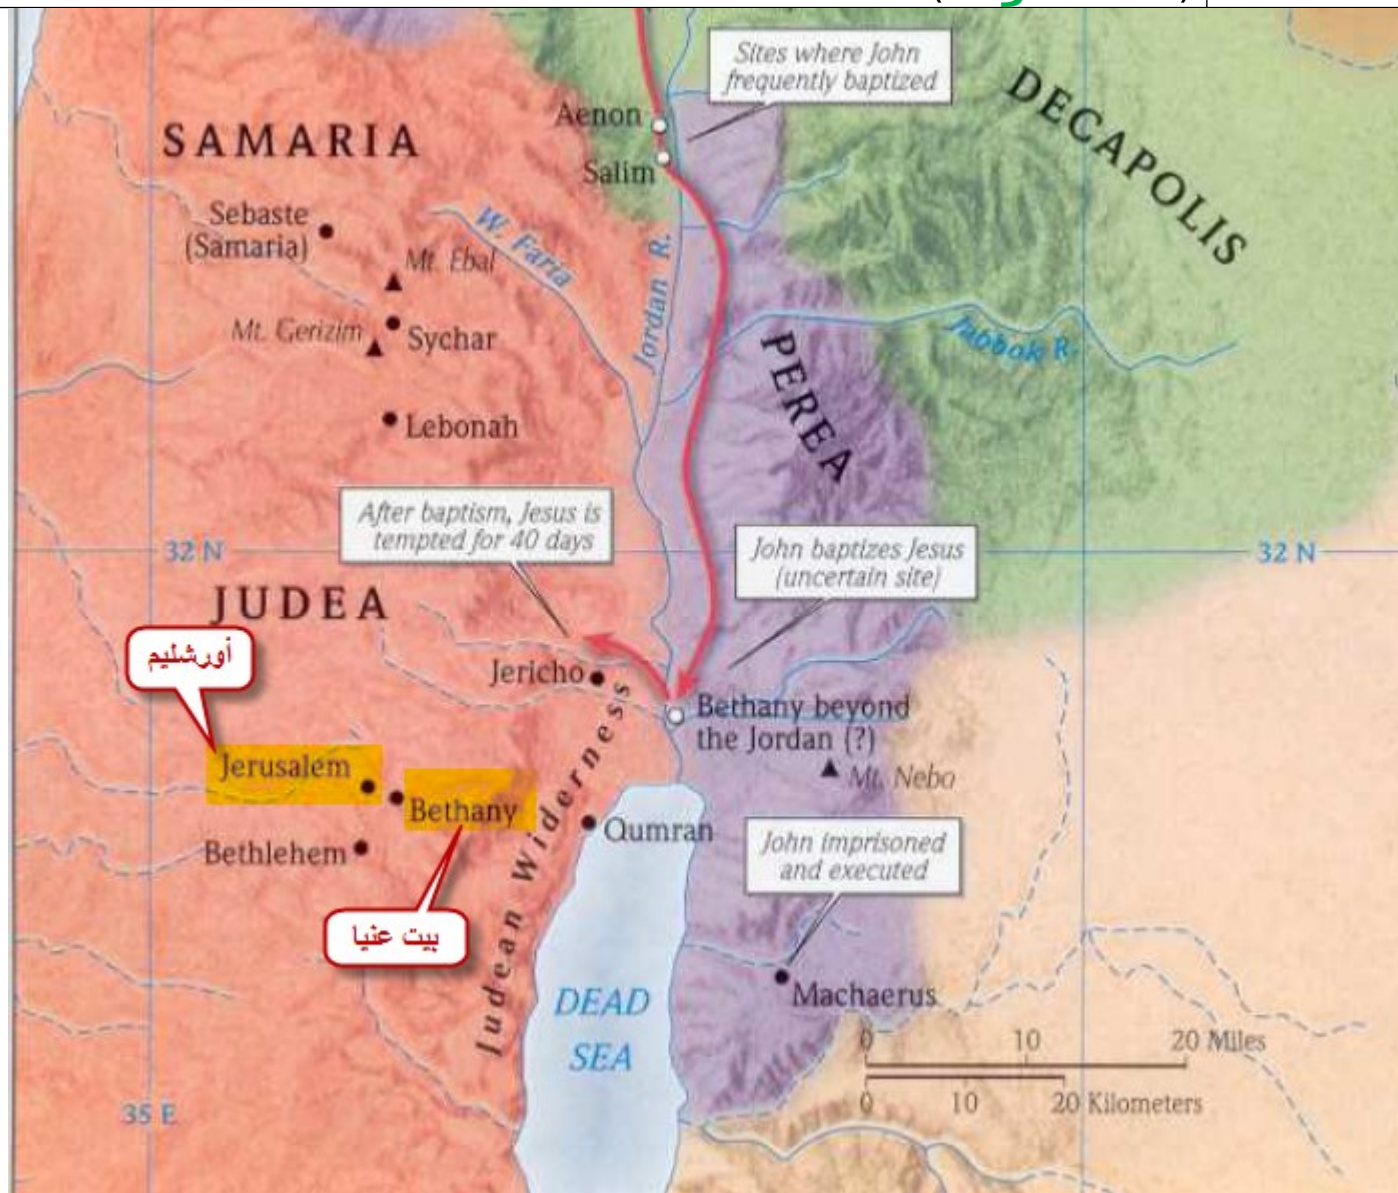 Sites where John
frequently baptized
DECAPOLIS
Aenon
SAMARIA
Salim
Sebaste
(Samaria)
W. Faria
Mt. Ebal
Jordan R.
Mt. Gerizim
Sychar
Jabbok R.
PEREA
Lebonah
After baptism, Jesus is
tempted for 40 days
32 N
32 N
John baptizes Jesus
(uncertain site)
JUDEA
أورشليم
Jericho
Bethany beyond
the Jordan (?)
Jerusalem
Mt. Nebo
Bethany
Qumran
Judean Widerness
Bethlehem
John imprisoned
and executed
بيت عنيا
DEAD
SEA
Machaerus
0 10 20 Miles
0 10 20 Kilometers
35 E